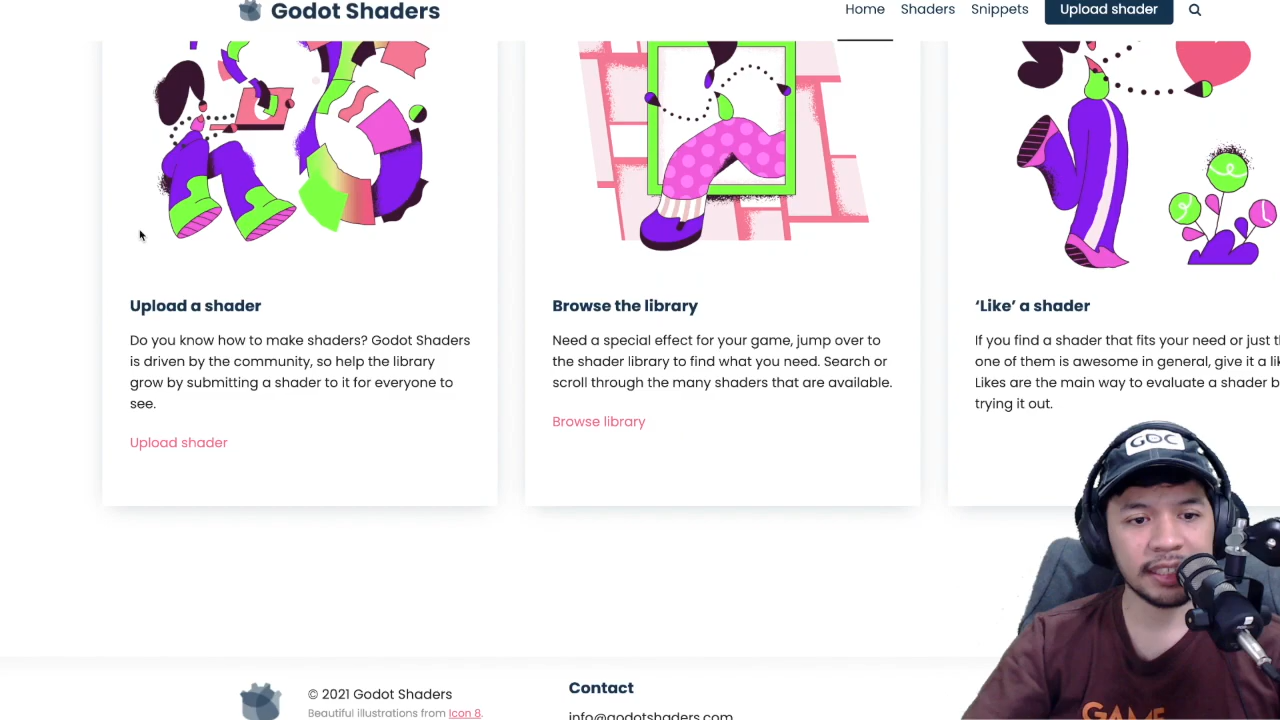 Godot Shaders
Home
Shaders
Snippets
Upload shader
Upload a shader
Do you know how to make shaders? Godot Shaders
is driven by the community, so help the library
grow by submitting a shader to it for everyone to
see.
Upload shader
Browse the library
Need a special effect for your game, jump over to
the shader library to find what you need. Search or
scroll through the many shaders that are available.
Browse library
‘Like’ a shader
If you find a shader that fits your need or just
one of them is awesome in general, give it a
Likes are the main way to evaluate a shader
trying it out.
© 2021 Godot Shaders
Beautiful illustrations from Icon 8.
Contact
info@godotshaders.com
GDC
GAME